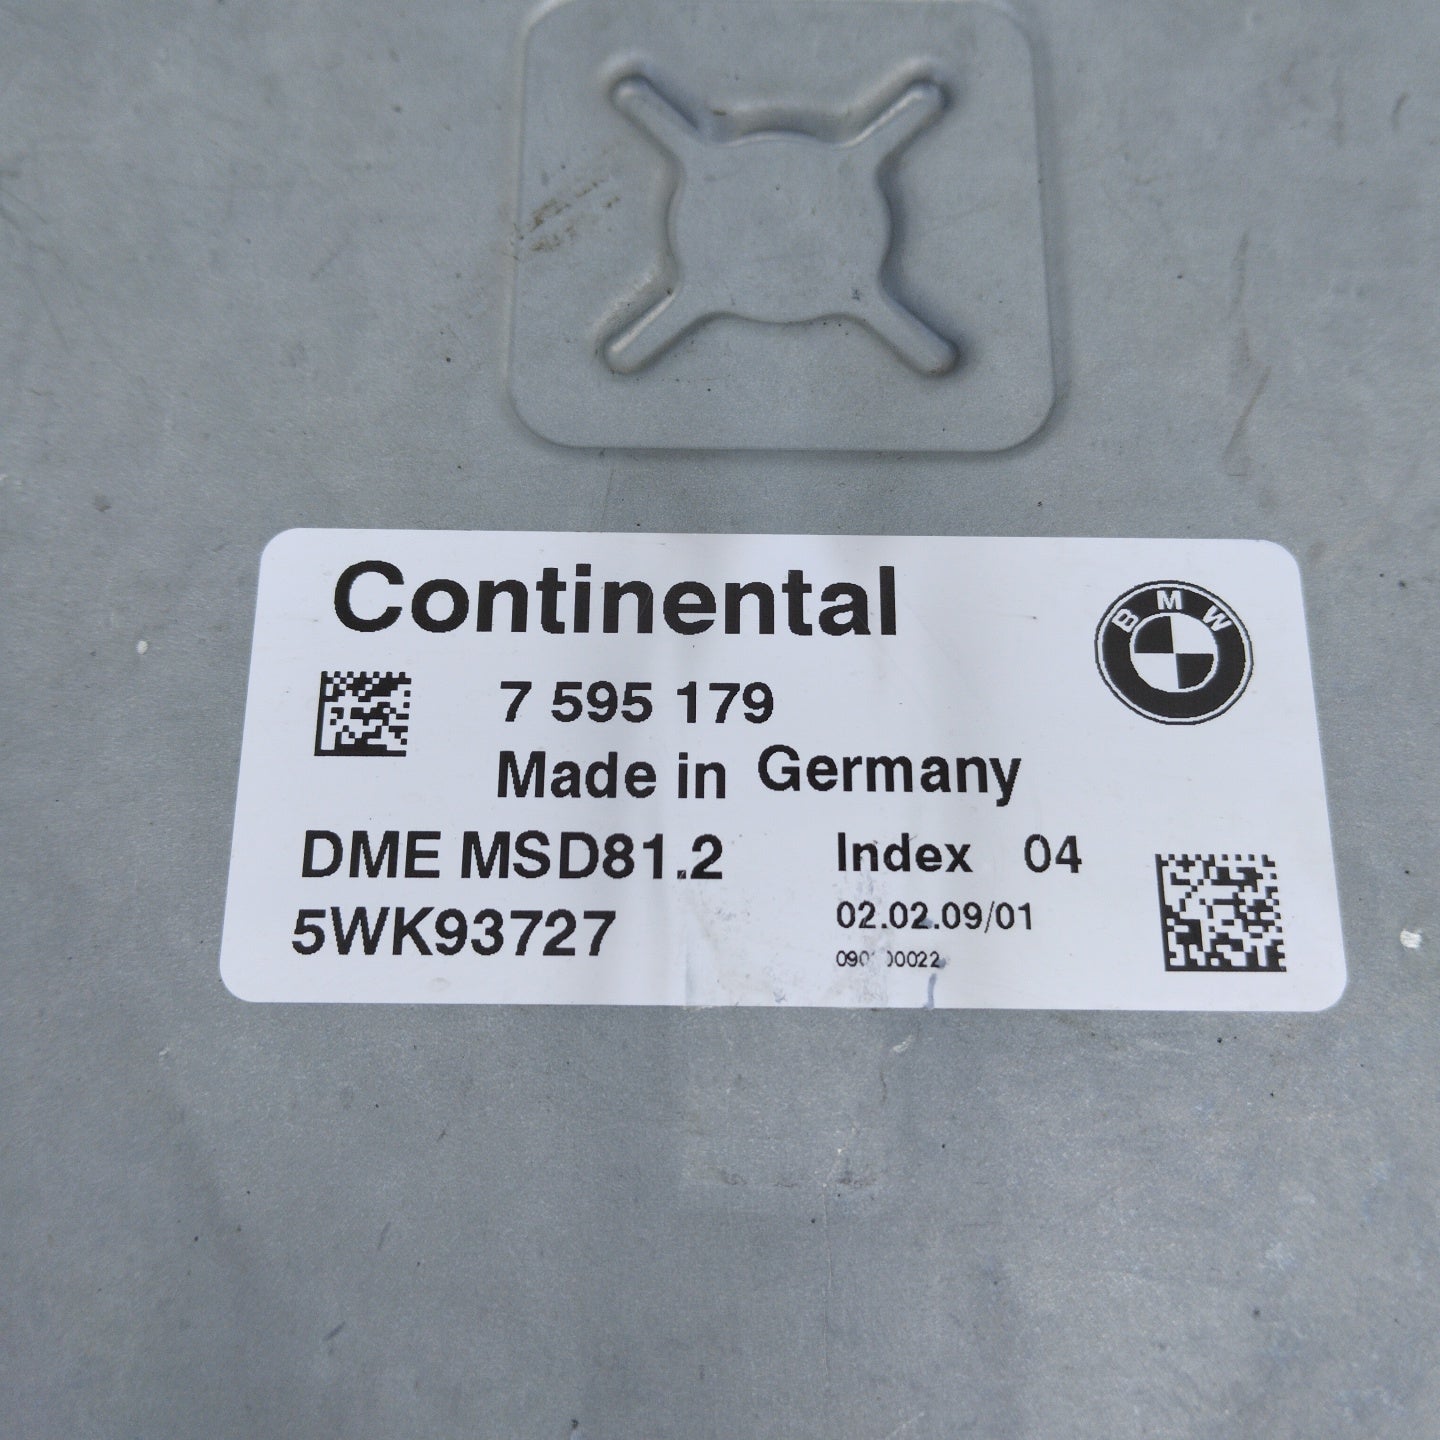 Continental
BMW
7 595 179
Made in Germany
DME MSD81.2
Index 04
5WK93727
02.02.09/01